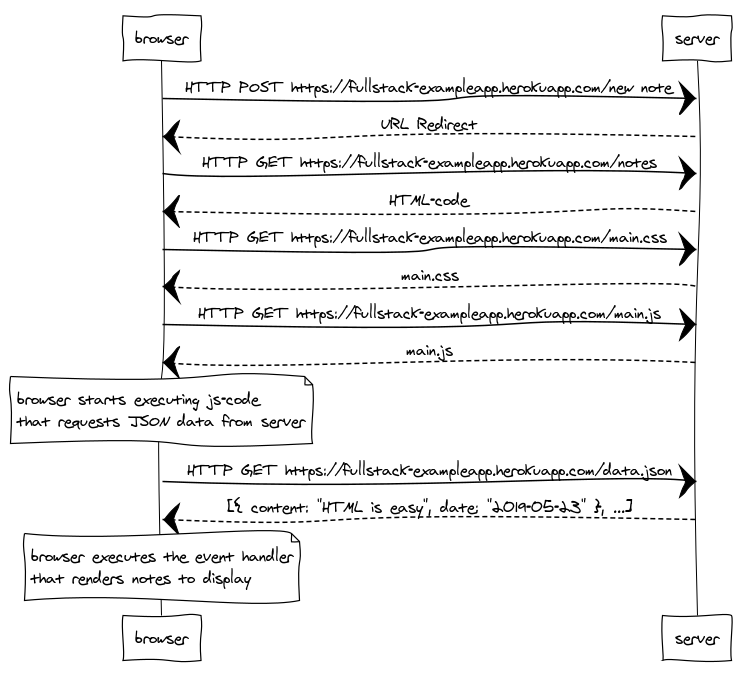 browser
server
HTTP POST https://fullstack-exampleapp.herokuapp.com/new note
URL Redirect
HTTP GET https://fullstack-exampleapp.herokuapp.com/notes
HTML-code
HTTP GET https://fullstack-exampleapp.herokuapp.com/main.css
main.css
HTTP GET https://fullstack-exampleapp.herokuapp.com/main.js
main.js
browser starts executing js-code
that requests JSON data from server
HTTP GET https://fullstack-exampleapp.herokuapp.com/data.json
[{ content: "HTML is easy", date: "2019-05-23" }, ...]
browser executes the event handler
that renders notes to display
browser
server